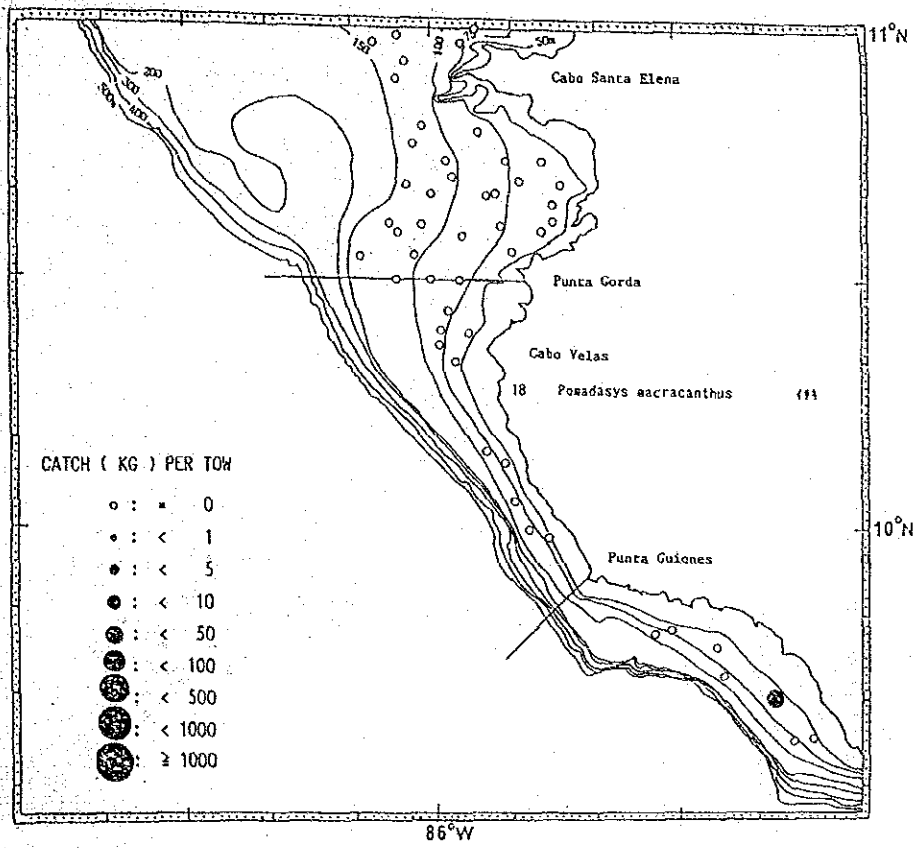 11°N
150
100
75
50m
Cabo Santa Elena
200
300
400
500m
Punta Gorda
Cabo Velas
18 Pomadasys macracanthus
CATCH ( KG ) PER TOW
: = 0
: < 1
: < 5
: < 10
: < 50
: < 100
: < 500
: < 1000
: ≧ 1000
10°N
Punta Guiones
86°W